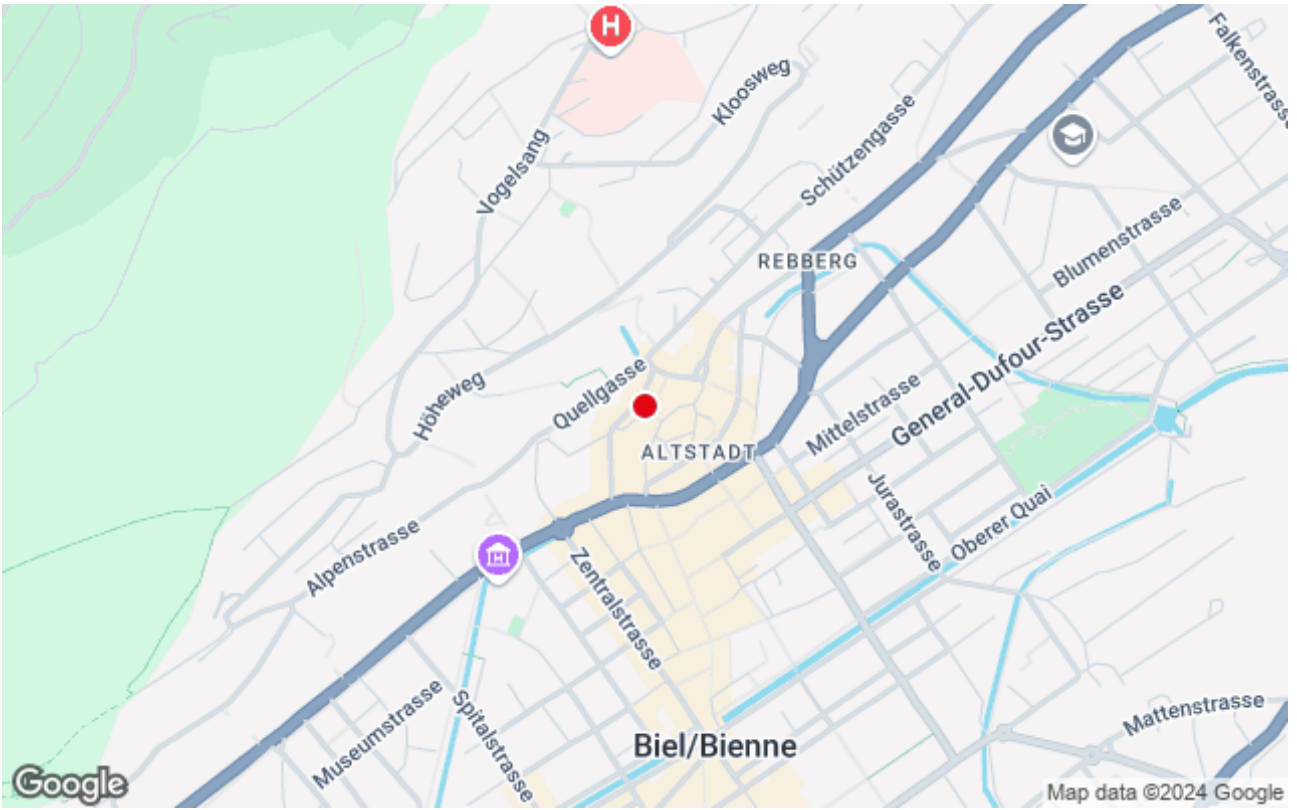 H
Falkenstrasse
Kloosweg
Schützengasse
Vogelsang
Blumenstrasse
REBBERG
General-Dufour-Strasse
Quellgasse
Höheweg
Mittelstrasse
ALTSTADT
Jurastrasse
Oberer Quai
Alpenstrasse
H
Zentralstrasse
Museumstrasse
Spitalstrasse
Mattenstrasse
Biel/Bienne
Google
Map data ©2024 Google